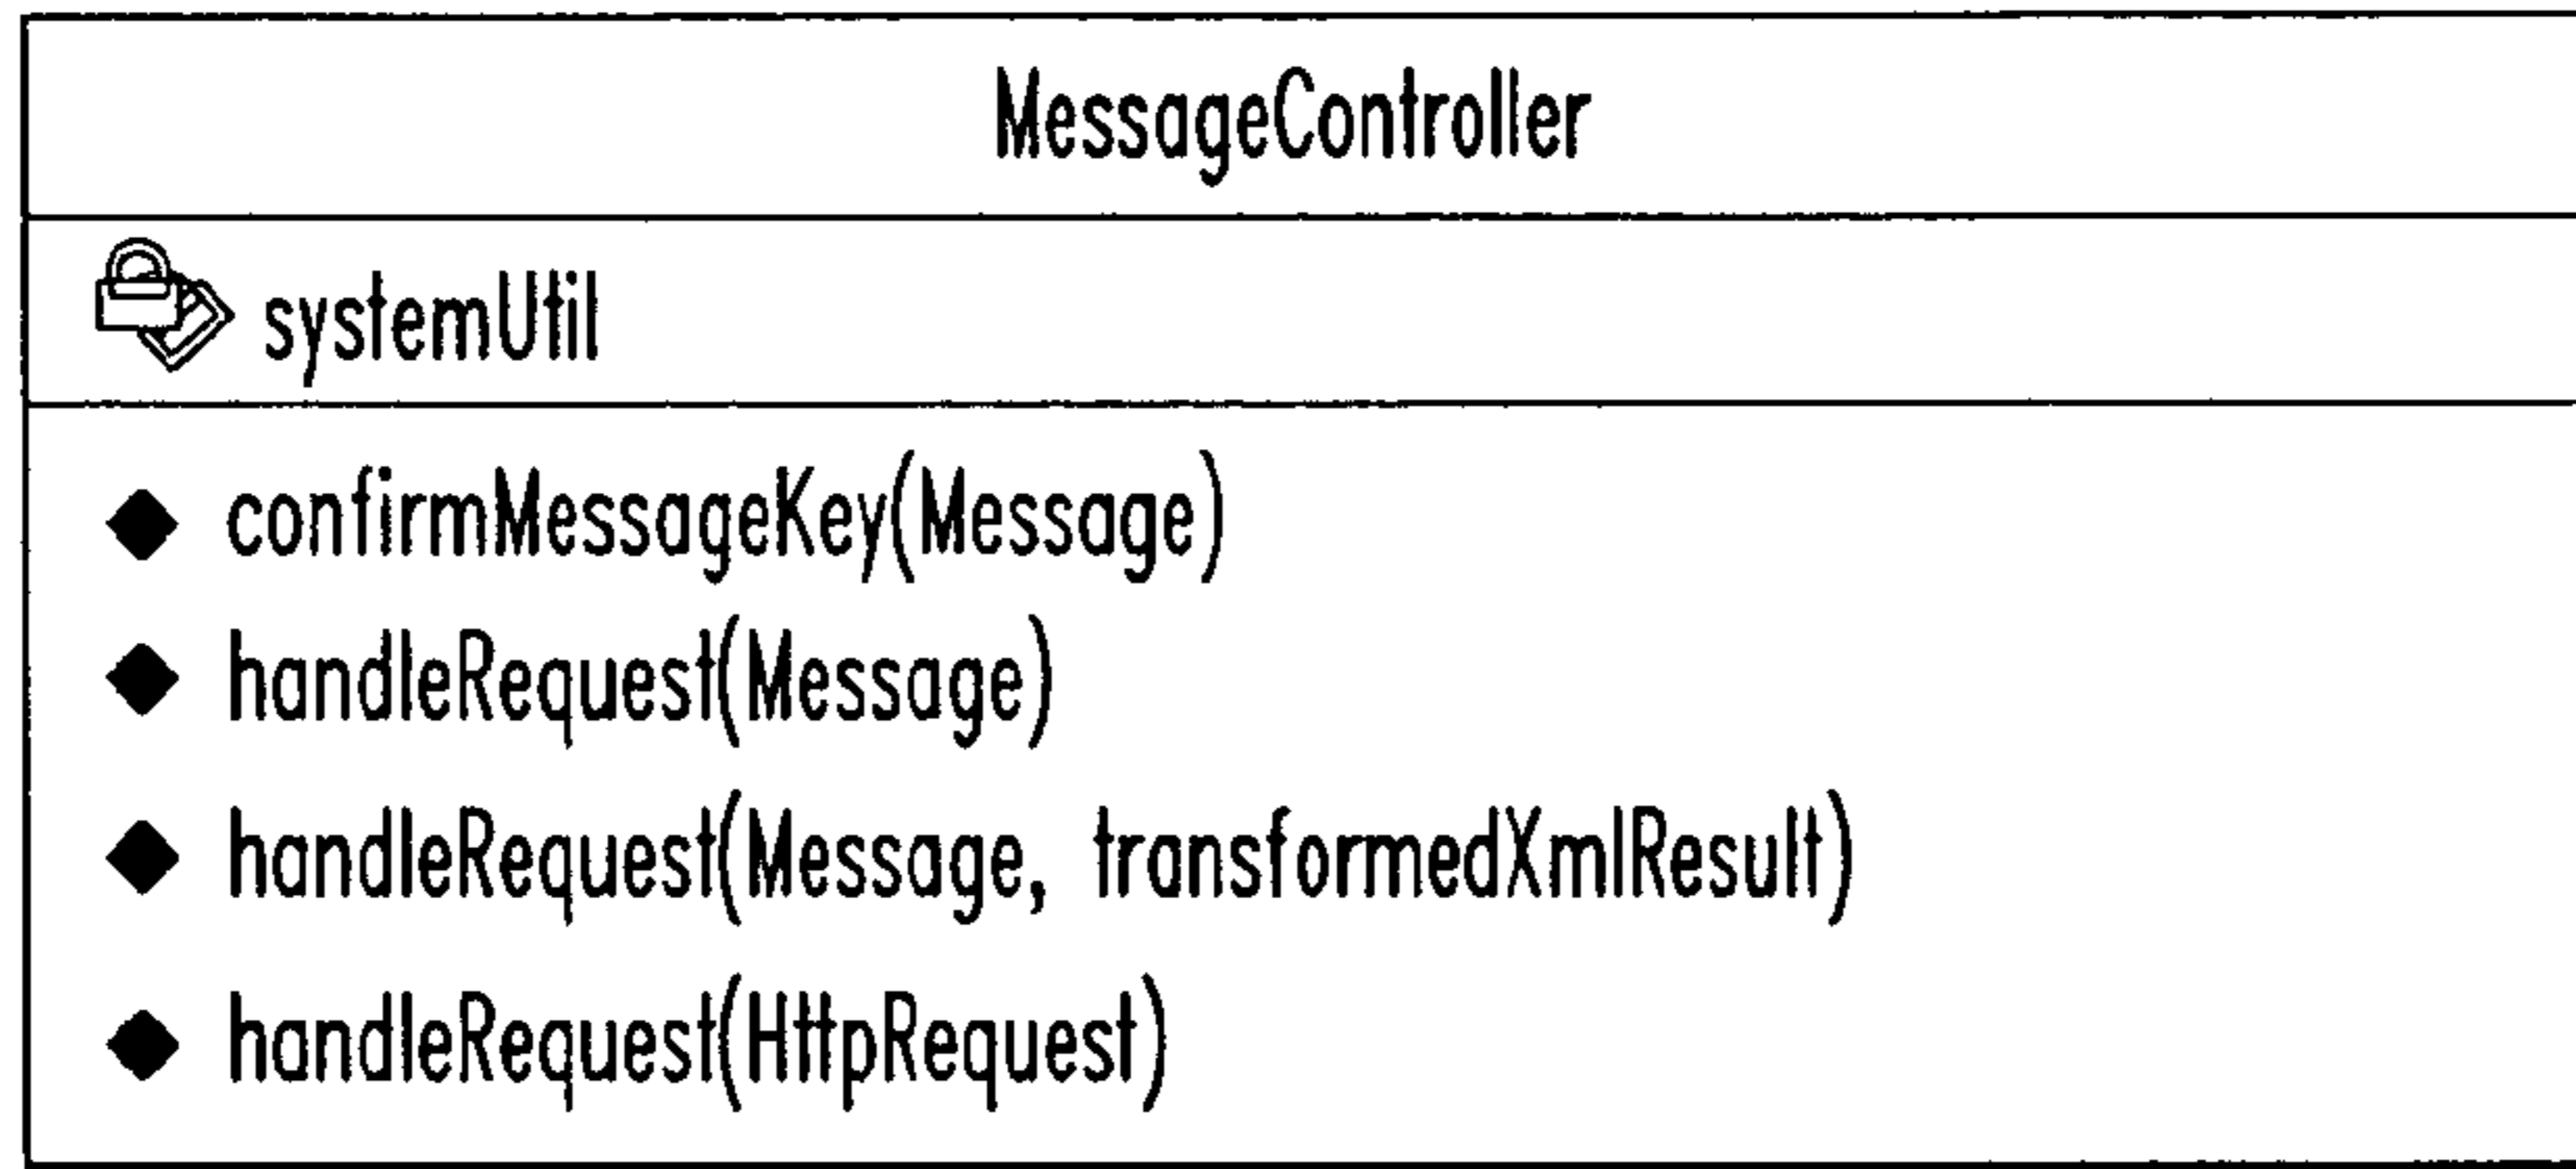 MessageController
systemUtil
confirmMessageKey(Message)
handleRequest(Message)
handleRequest(Message, transformedXmlResult)
handleRequest(HttpRequest)